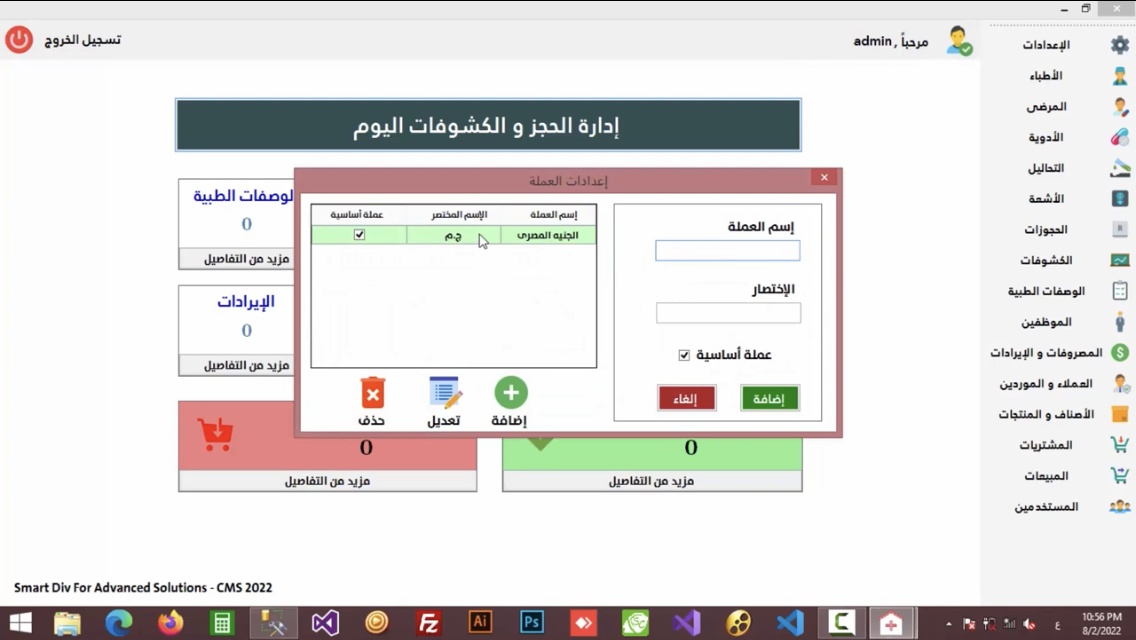 تسجيل الخروج
مرحباً , admin
الإعدادات
الأطباء
المرضى
الأدوية
التحاليل
الأشعة
الحجوزات
الكشوفات
الوصفات الطبية
الموظفين
المصروفات و الإيرادات
العملاء و الموردين
الأصناف و المنتجات
المشتريات
المبيعات
المستخدمين
إدارة الحجز و الكشوفات اليوم
لوصفات الطبية
0
مزيد من التفاصيل
الإيرادات
0
مزيد من التفاصيل
إعدادات العملة
إسم العملة
الإختصار
عملة أساسية
إضافة
إلغاء
إسم العملة الإسم المختصر عملة أساسية
الجنيه المصرى ج.م
إضافة
تعديل
حذف
0
مزيد من التفاصيل
0
مزيد من التفاصيل
Smart Div For Advanced Solutions - CMS 2022
Fz
Ai
Ps
C
ع
10:56 PM
8/2/2022